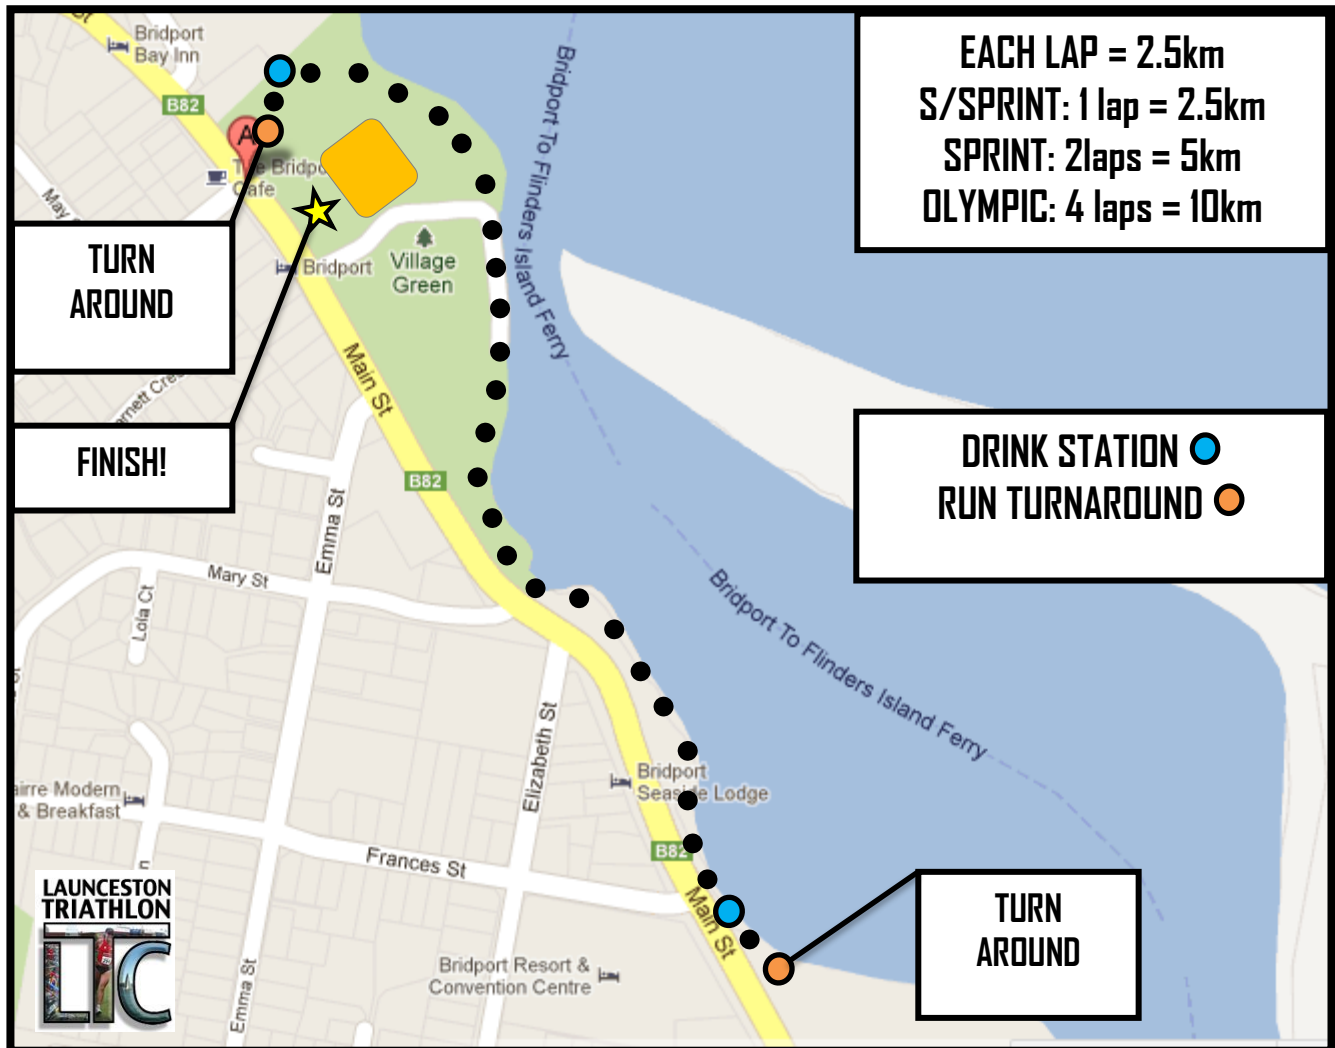 St
Bridport
Bay Inn
B82
A
Cafe
May
EACH LAP = 2.5km
S/SPRINT: 1 lap = 2.5km
SPRINT: 2laps = 5km
OLYMPIC: 4 laps = 10km
Bridport To Flinders Island Ferry
TURN
AROUND
Bridport
Village
Green
Main St
FINISH!
DRINK STATION
RUN TURNAROUND
B82
Emma St
Mary St
Lola Ct
Bridport To Flinders Island Ferry
Elizabeth St
Bridport
Seaside Lodge
& Breakfast
B82
Frances St
Main St
LAUNCESTON
TRIATHLON
LTC
TURN
AROUND
Bridport Resort &
Convention Centre
Emma St